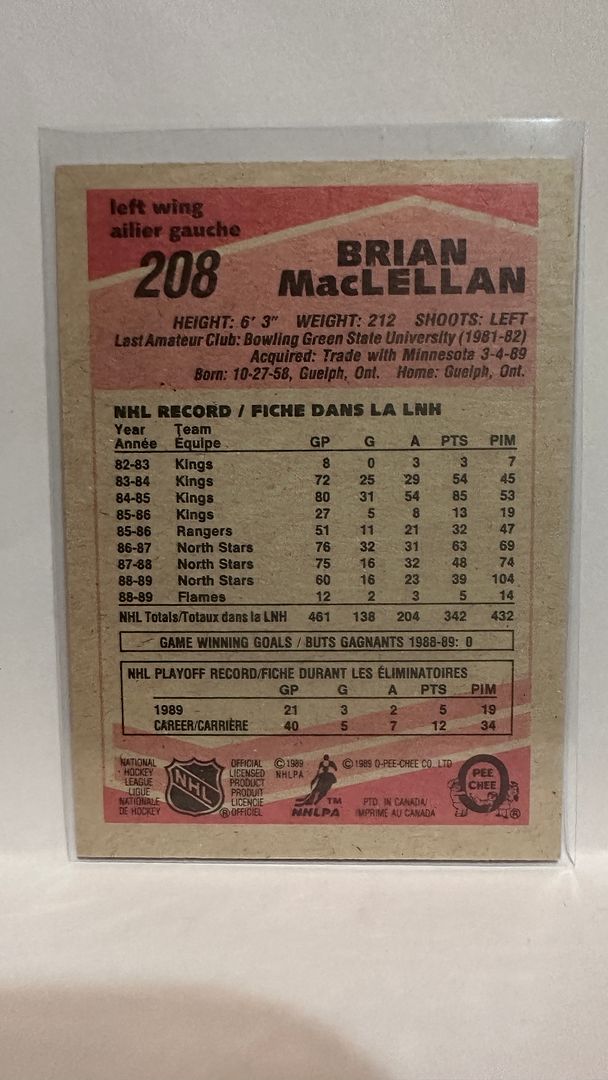 left wing
ailier gauche
208
BRIAN
MacLELLAN
HEIGHT: 6' 3" WEIGHT: 212 SHOOTS: LEFT
Last Amateur Club: Bowling Green State University (1981-82)
Acquired: Trade with Minnesota 3-4-89
Born: 10-27-58, Guelph, Ont. Home: Guelph, Ont.
NHL RECORD / FICHE DANS LA LNH
Year Team
Année Équipe GP G A PTS PIM
82-83 Kings 8 0 3 3 7
83-84 Kings 72 25 29 54 45
84-85 Kings 80 31 54 85 53
85-86 Kings 27 5 8 13 19
85-86 Rangers 51 11 21 32 47
86-87 North Stars 76 32 31 63 69
87-88 North Stars 75 16 32 48 74
88-89 North Stars 60 16 23 39 104
88-89 Flames 12 2 3 5 14
NHL Totals/Totaux dans la LNH 461 138 204 342 432
GAME WINNING GOALS / BUTS GAGNANTS 1988-89: 0
NHL PLAYOFF RECORD/FICHE DURANT LES ÉLIMINATOIRES
GP G A PTS PIM
1989 21 3 2 5 19
CAREER/CARRIÈRE 40 5 7 12 34
NATIONAL
HOCKEY
LEAGUE
LIGUE
NATIONALE
DE HOCKEY
NHL
®
OFFICIAL
LICENSED
PRODUCT
PRODUIT
LICENCIE
OFFICIEL
©1989
NHLPA
TM
NHLPA
© 1989 O-PEE-CHEE CO. LTD
PTD. IN CANADA/
IMPRIMÉ AU CANADA
O
PEE
CHEE
®